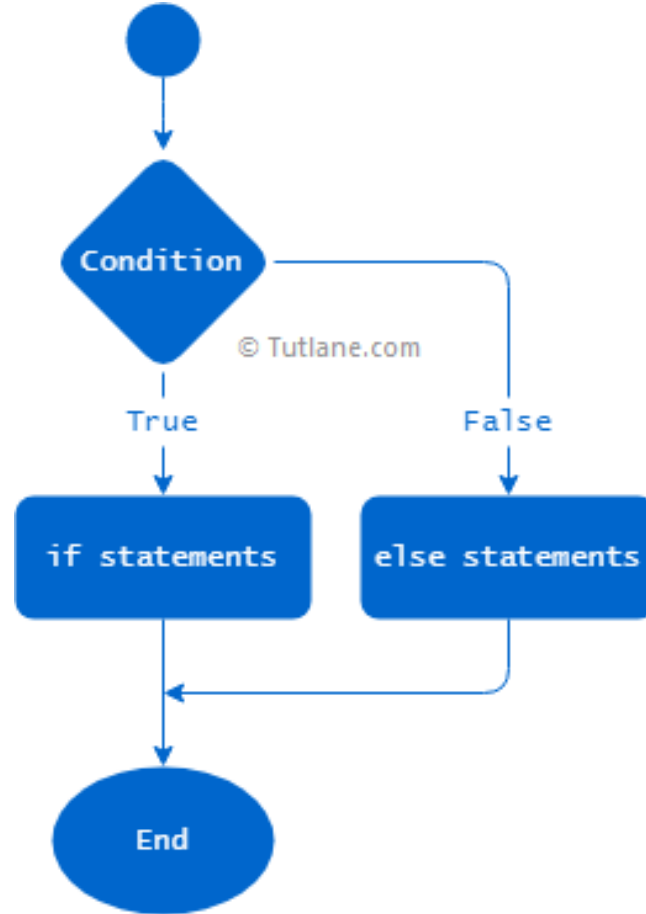 Condition
© Tutlane.com
True
False
if statements
else statements
End